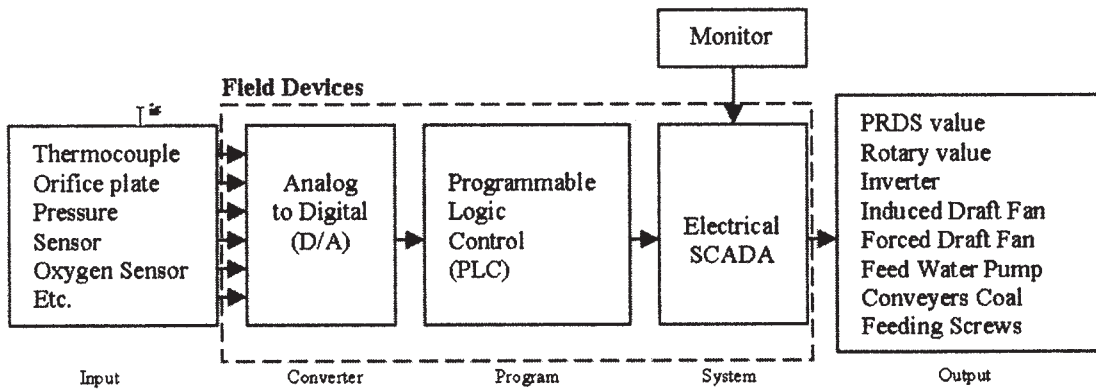 Monitor
Field Devices
Thermocouple
Orifice plate
Pressure
Sensor
Oxygen Sensor
Etc.
Analog
to Digital
(D/A)
Programmable
Logic
Control
(PLC)
Electrical
SCADA
PRDS value
Rotary value
Inverter
Induced Draft Fan
Forced Draft Fan
Feed Water Pump
Conveyers Coal
Feeding Screws
Input
Converter
Program
System
Output